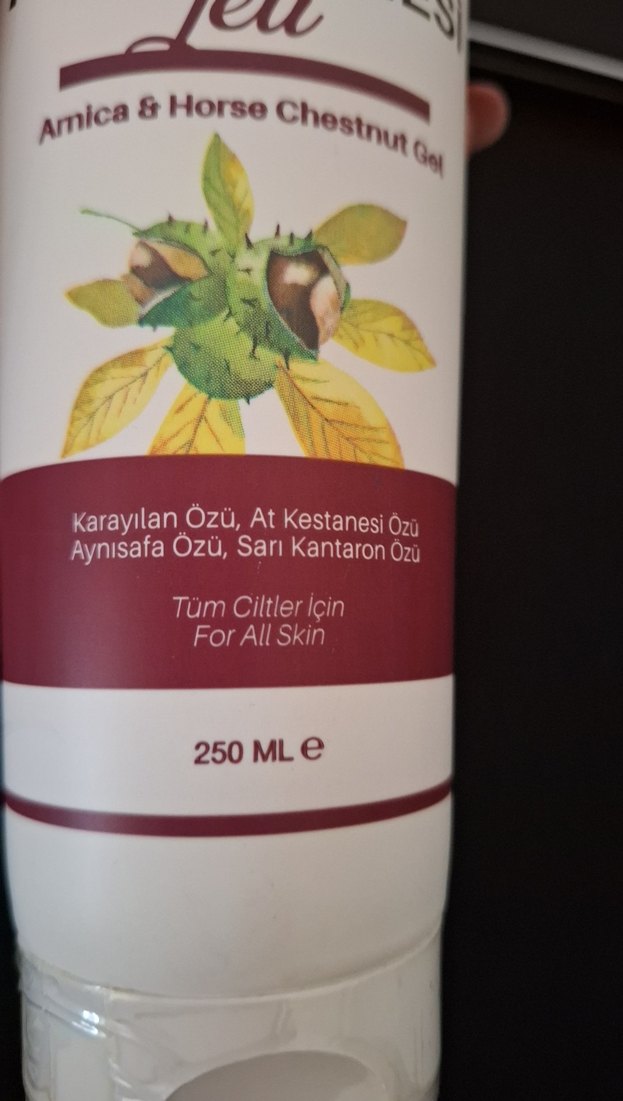 Jeli
Arnica & Horse Chestnut Gel
Karayılan Özü, At Kestanesi Özü
Aynısafa Özü, Sarı Kantaron Özü
Tüm Ciltler İçin
For All Skin
250 ML ℮